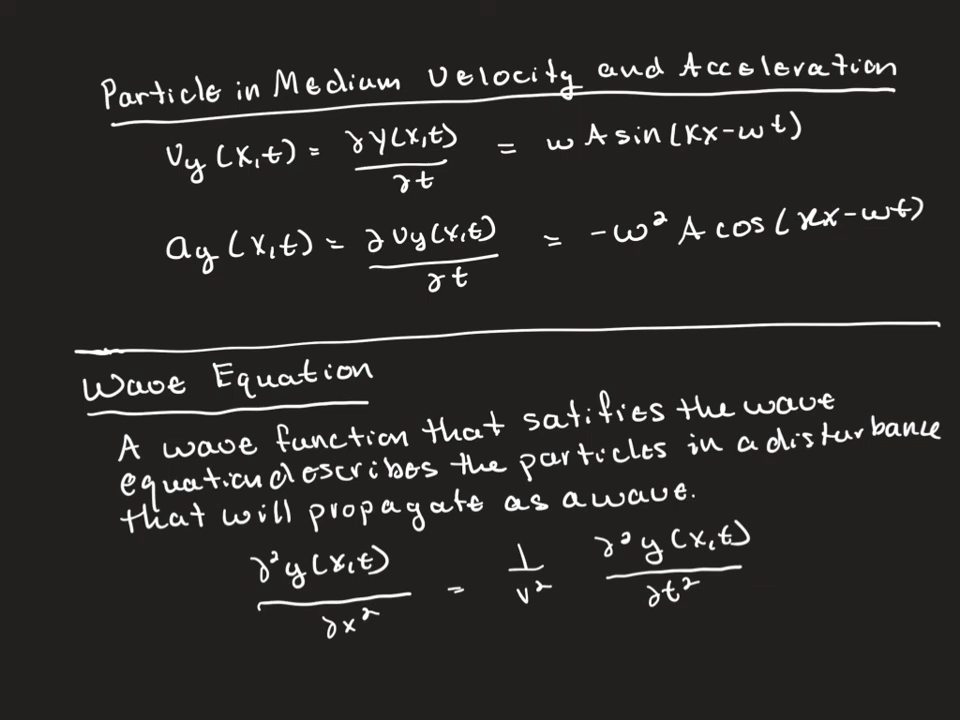 Particle in Medium Velocity and Acceleration
Vy (x,t) = ∂y(x,t)/∂t = ω A sin(kx-ωt)
ay (x,t) = ∂vy(x,t)/∂t = -ω² A cos(kx-ωt)
Wave Equation
A wave function that satifies the wave
equation describes the particles in a disturbance
that will propagate as a wave.
∂²y(x,t)/∂x² = 1/v² ∂²y(x,t)/∂t²